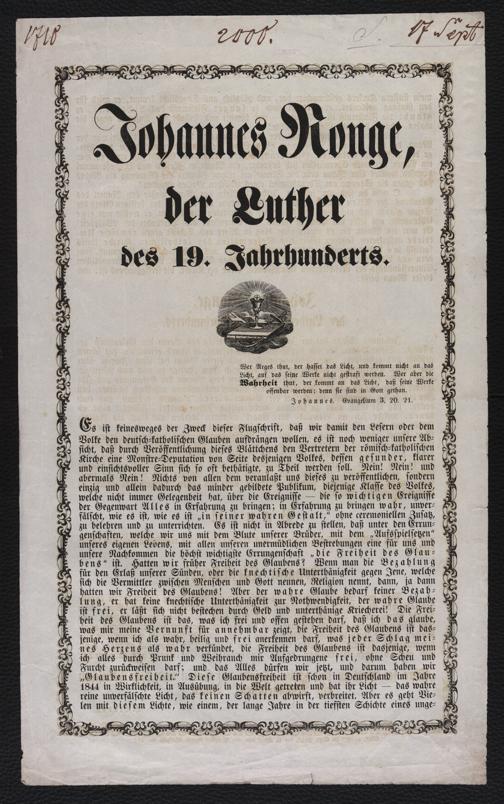 1710 2000. S. 17 Sept
Johannes Ronge,
der Luther
des 19. Jahrhunderts.
Wer Arges thut, der hasset das Licht, und kommt nicht an das
Licht, auf das seine Werke nicht gestraft werden. Wer aber die
Wahrheit thut, der kommt an das Licht, daß seine Werke
offenbar werden; denn sie sind in Gott gethan.
Johannes. Evangelium 3, 20. 21.
Es ist keinesweges der Zweck dieser Flugschrift, daß wir damit den Lesern oder dem
Volke den deutsch-katholischen Glauben aufdrängen wollen, es ist noch weniger unsere Ab-
sicht, daß durch Veröffentlichung dieses Blättchens den Vertretern der römisch-katholischen
Kirche eine Monstre-Deputation von Seite desjenigen Volkes, dessen gesunder, klarer
und einsichtsvoller Sinn sich so oft bethätigte, zu Theil werden soll. Nein! Nein! und
abermals Nein! Nichts von allen dem veranlaßt uns dieses zu veröffentlichen, sondern
einzig und allein dadurch das minder gebildete Publikum, diejenige Klasse des Volkes,
welche nicht immer Gelegenheit hat, über die Ereignisse — die so wichtigen Ereignisse
der Gegenwart Alles in Erfahrung zu bringen; in Erfahrung zu bringen wahr, unver-
fälscht, wie es ist, wie es ist „in seiner wahren Gestalt," ohne ceremoniellen Zusatz,
zu belehren und zu unterrichten. Es ist nicht in Abrede zu stellen, daß unter den Errun-
genschaften, welche wir uns mit dem Blute unserer Brüder, mit dem „Aufspielsetzen"
unseres eigenen Lebens, mit allen unseren unermüdlichen Bestrebungen eine für uns und
unsere Nachkommen die höchst wichtigste Errungenschaft „die Freiheit des Glau-
bens" ist. Hatten wir früher Freiheit des Glaubens? Wenn man die Bezahlung
für den Erlaß unserer Sünden, oder die knechtische Unterthänigkeit gegen Jene, welche
sich die Vermittler zwischen Menschen und Gott nennen, Religion nennt, dann, ja dann
hatten wir Freiheit des Glaubens! Aber der wahre Glaube bedarf keiner Bezah-
lung, er hat keine knechtische Unterthänigkeit zur Nothwendigkeit, der wahre Glaube
ist frei, er läßt sich nicht bestechen durch Geld und unterthänige Kriecherei! Die Frei-
heit des Glaubens ist das, was ich frei und offen gestehen darf, daß ich das glaube,
was mir meine Vernunft für annehmbar zeigt, die Freiheit des Glaubens ist das-
jenige, wenn ich als wahr, heilig und frei anerkennen darf, was jeder Schlag mei-
nes Herzens als wahr verkündet, die Freiheit des Glaubens ist dasjenige, wenn
ich alles durch Prunk und Weihrauch mir Aufgedrungene frei, ohne Scheu und
Furcht zurückweisen darf; und das Alles dürfen wir jetzt, und darum haben wir
„Glaubensfreiheit." Diese Glaubensfreiheit ist schon in Deutschland im Jahre
1844 in Wirklichkeit, in Ausübung, in die Welt getreten und hat ihr Licht — das wahre
reine unverfälschte Licht, das keinen Schatten abwirft, verbreitet. Aber es geht Vie-
len mit diesem Lichte, wie einem, der lange Jahre in der tiefsten Schichte eines unge-